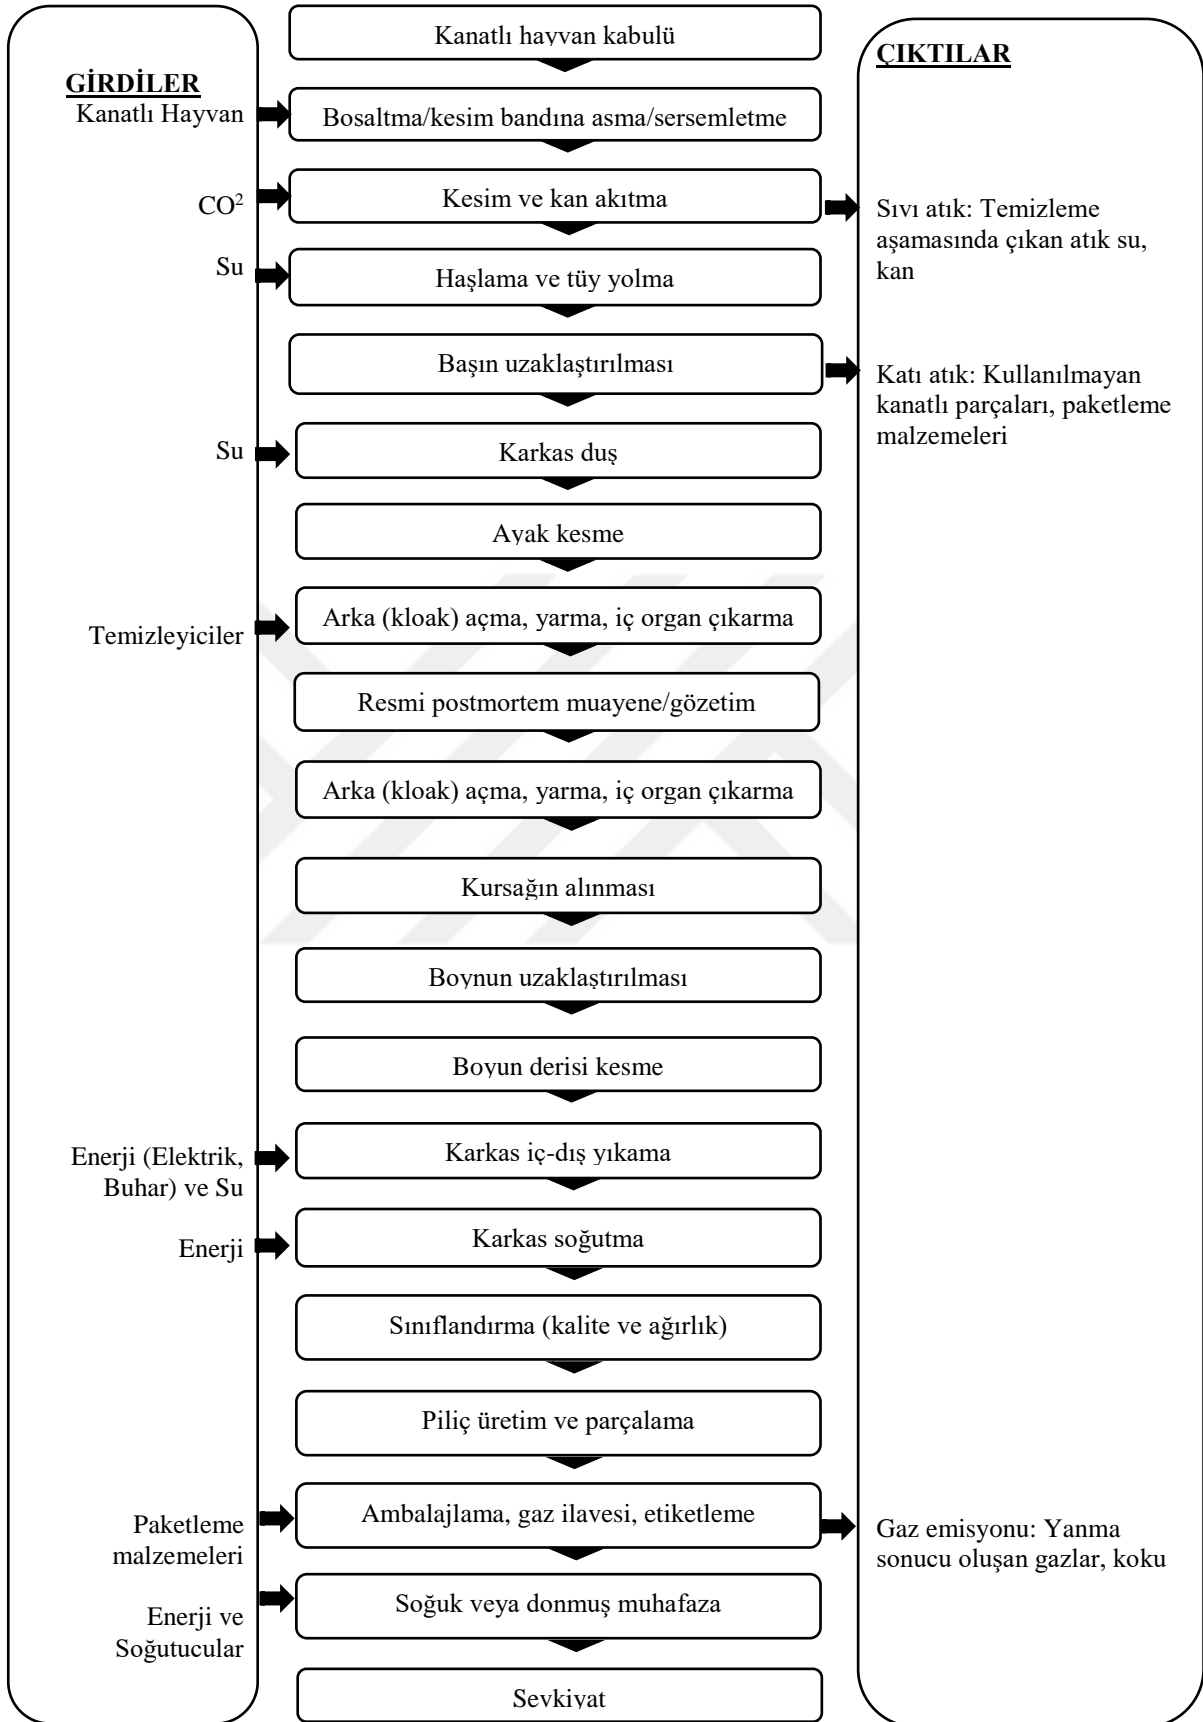 Kanatlı hayvan kabulü
ÇIKTILAR
GİRDİLER
Kanatlı Hayvan
Bosaltma/kesim bandına asma/sersemletme
CO²
Kesim ve kan akıtma
Sıvı atık: Temizleme
aşamasında çıkan atık su,
kan
Su
Haşlama ve tüy yolma
Başın uzaklaştırılması
Katı atık: Kullanılmayan
kanatlı parçaları, paketleme
malzemeleri
Su
Karkas duş
Ayak kesme
Arka (kloak) açma, yarma, iç organ çıkarma
Temizleyiciler
Resmi postmortem muayene/gözetim
Arka (kloak) açma, yarma, iç organ çıkarma
Kursağın alınması
Boynun uzaklaştırılması
Boyun derisi kesme
Enerji (Elektrik,
Buhar) ve Su
Karkas iç-dış yıkama
Enerji
Karkas soğutma
Sınıflandırma (kalite ve ağırlık)
Piliç üretim ve parçalama
Paketleme
malzemeleri
Ambalajlama, gaz ilavesi, etiketleme
Gaz emisyonu: Yanma
sonucu oluşan gazlar, koku
Enerji ve
Soğutucular
Soğuk veya donmuş muhafaza
Sevkiyat